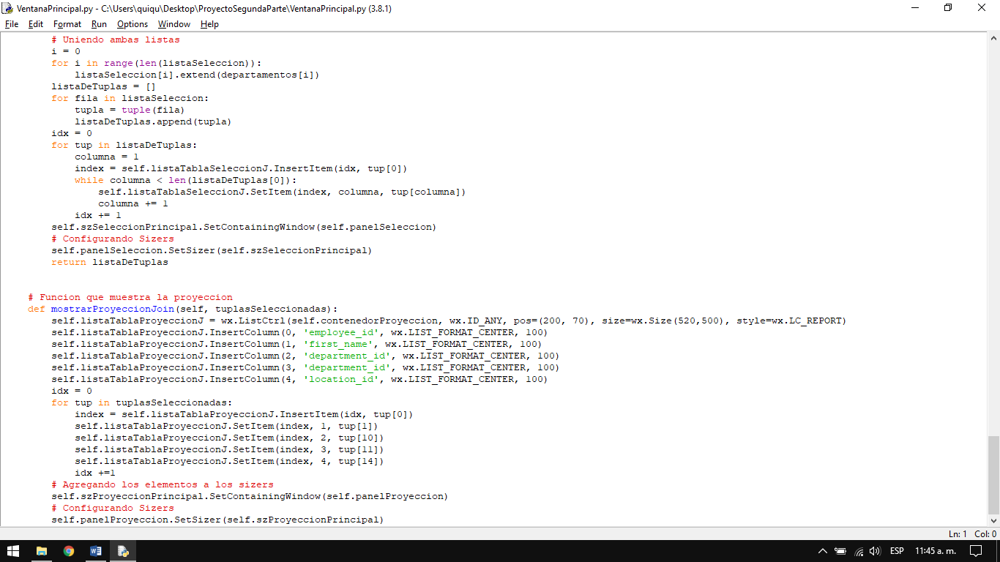 VentanaPrincipal.py - C:\Users\quiqu\Desktop\ProyectoSegundaParte\VentanaPrincipal.py (3.8.1)
File Edit Format Run Options Window Help
        # Uniendo ambas listas
        i = 0
        for i in range(len(listaSeleccion)):
            listaSeleccion[i].extend(departamentos[i])
        listaDeTuplas = []
        for fila in listaSeleccion:
            tupla = tuple(fila)
            listaDeTuplas.append(tupla)
        idx = 0
        for tup in listaDeTuplas:
            columna = 1
            index = self.listaTablaSeleccionJ.InsertItem(idx, tup[0])
            while columna < len(listaDeTuplas[0]):
                self.listaTablaSeleccionJ.SetItem(index, columna, tup[columna])
                columna += 1
            idx += 1
        self.szSeleccionPrincipal.SetContainingWindow(self.panelSeleccion)
        # Configurando Sizers
        self.panelSeleccion.SetSizer(self.szSeleccionPrincipal)
        return listaDeTuplas
    # Funcion que muestra la proyeccion
    def mostrarProyeccionJoin(self, tuplasSeleccionadas):
        self.listaTablaProyeccionJ = wx.ListCtrl(self.contenedorProyeccion, wx.ID_ANY, pos=(200, 70), size=wx.Size(520,500), style=wx.LC_REPORT)
        self.listaTablaProyeccionJ.InsertColumn(0, 'employee_id', wx.LIST_FORMAT_CENTER, 100)
        self.listaTablaProyeccionJ.InsertColumn(1, 'first_name', wx.LIST_FORMAT_CENTER, 100)
        self.listaTablaProyeccionJ.InsertColumn(2, 'department_id', wx.LIST_FORMAT_CENTER, 100)
        self.listaTablaProyeccionJ.InsertColumn(3, 'department_id', wx.LIST_FORMAT_CENTER, 100)
        self.listaTablaProyeccionJ.InsertColumn(4, 'location_id', wx.LIST_FORMAT_CENTER, 100)
        idx = 0
        for tup in tuplasSeleccionadas:
            index = self.listaTablaProyeccionJ.InsertItem(idx, tup[0])
            self.listaTablaProyeccionJ.SetItem(index, 1, tup[1])
            self.listaTablaProyeccionJ.SetItem(index, 2, tup[10])
            self.listaTablaProyeccionJ.SetItem(index, 3, tup[11])
            self.listaTablaProyeccionJ.SetItem(index, 4, tup[14])
            idx +=1
        # Agregando los elementos a los sizers
        self.szProyeccionPrincipal.SetContainingWindow(self.panelProyeccion)
        # Configurando Sizers
        self.panelProyeccion.SetSizer(self.szProyeccionPrincipal)
Ln: 1 Col: 0
ESP 11:45 a. m.